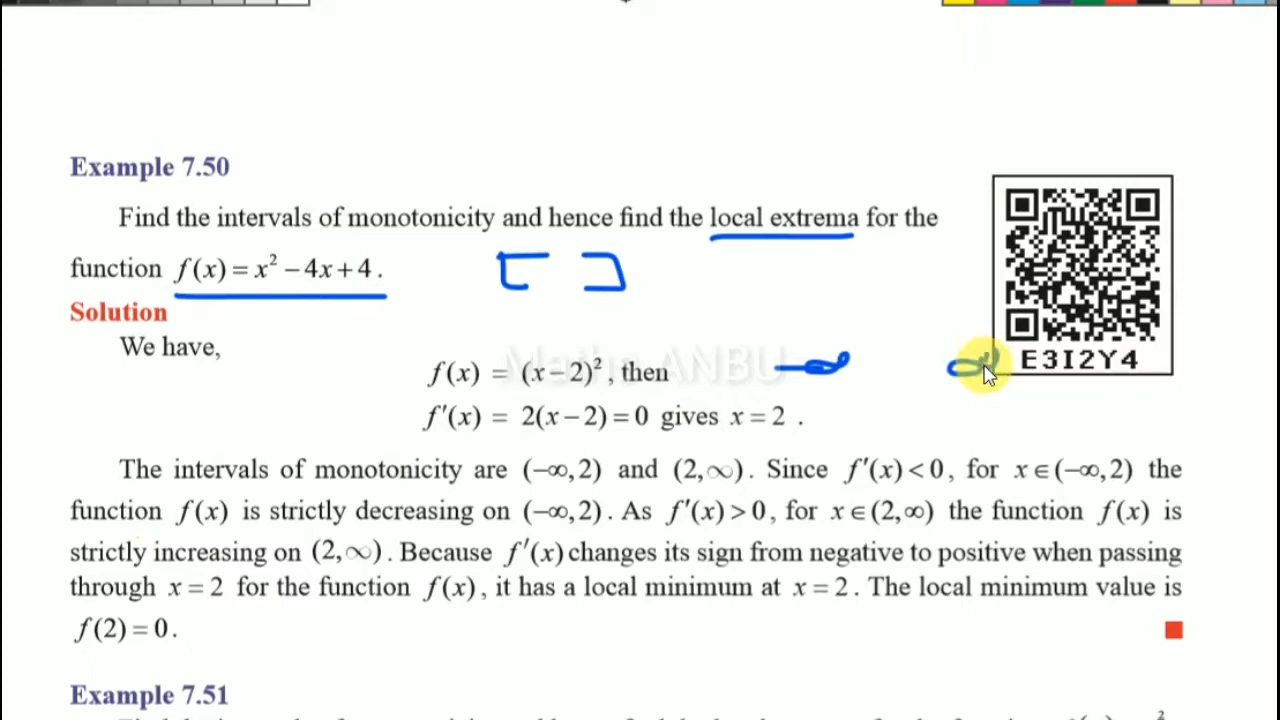 Example 7.50
Find the intervals of monotonicity and hence find the local extrema for the
function f(x) = x² − 4x + 4 .
Solution
We have,
f(x) = (x − 2)² , then
f′(x) = 2(x − 2) = 0 gives x = 2 .
Maths ANBU
−∞ ∞
E3I2Y4
The intervals of monotonicity are (−∞, 2) and (2, ∞) . Since f′(x) < 0, for x ∈ (−∞, 2) the
function f(x) is strictly decreasing on (−∞, 2) . As f′(x) > 0, for x ∈ (2, ∞) the function f(x) is
strictly increasing on (2, ∞) . Because f′(x) changes its sign from negative to positive when passing
through x = 2 for the function f(x), it has a local minimum at x = 2 . The local minimum value is
f(2) = 0 .
Example 7.51